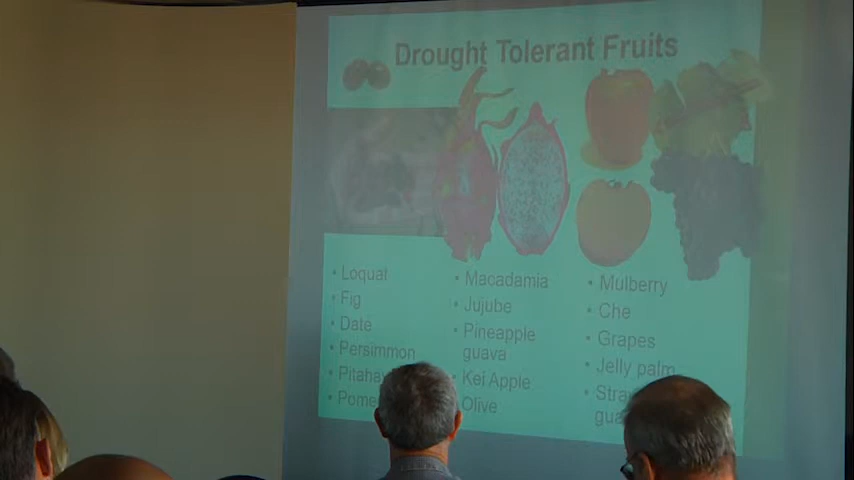 Drought Tolerant Fruits
• Loquat
• Fig
• Date
• Persimmon
• Macadamia
• Jujube
• Pineapple
guava
• Kei Apple
Olive
• Mulberry
• Che
• Grapes
• Jelly palm
guava